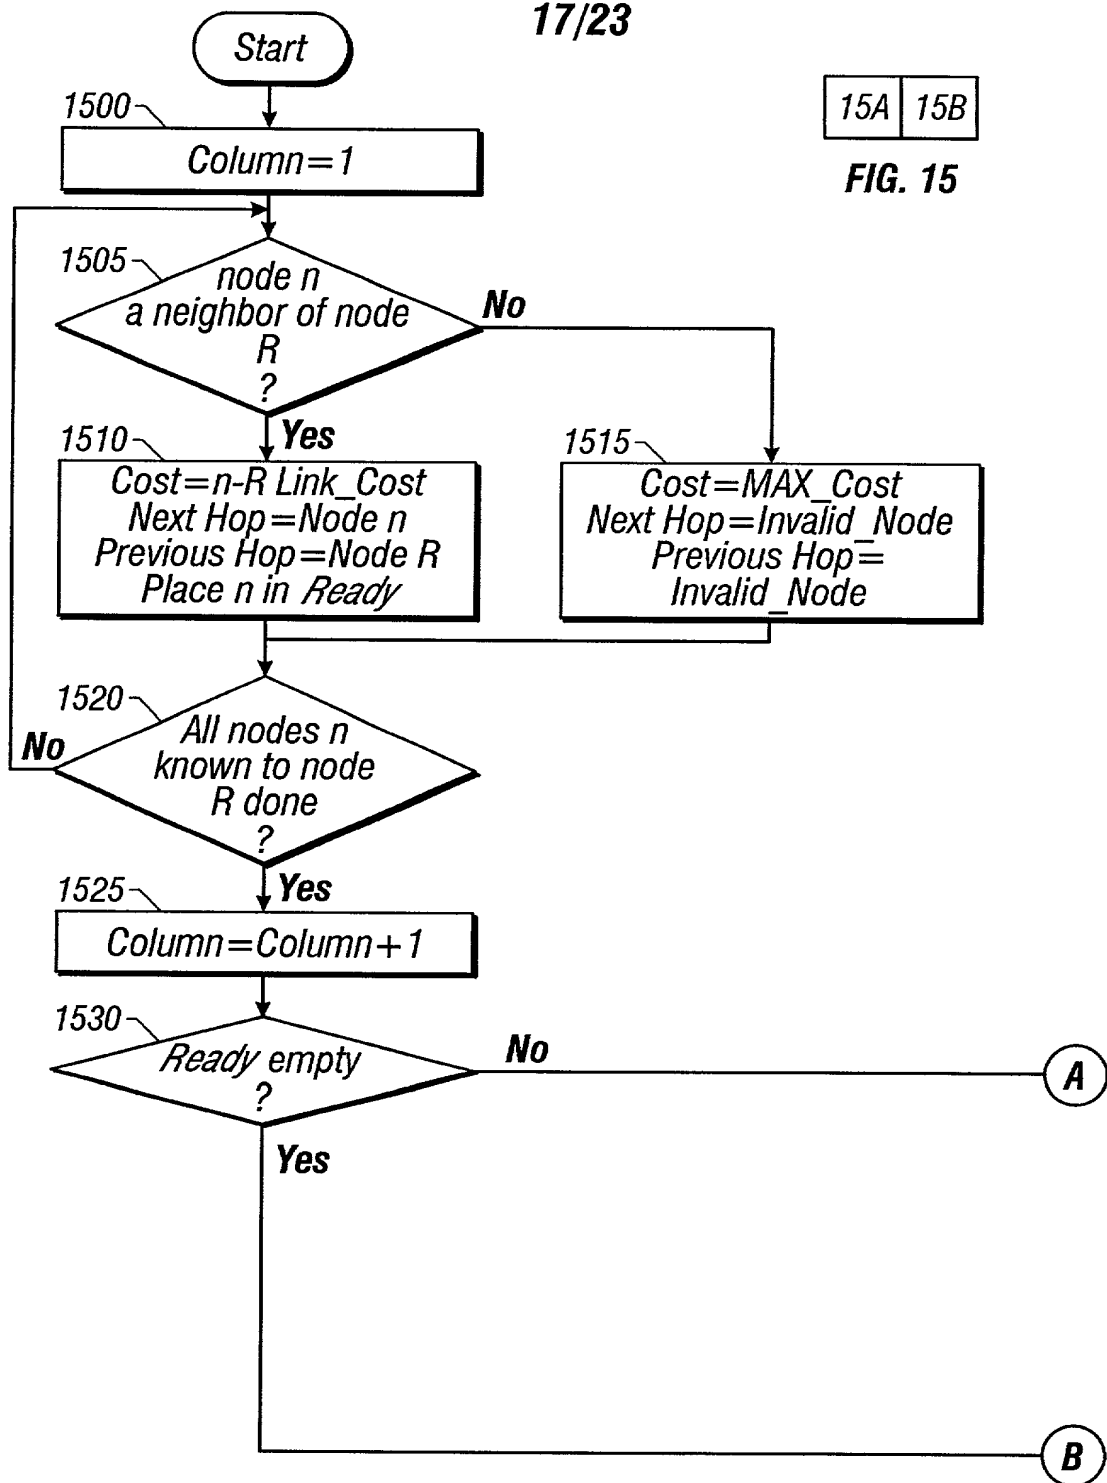 17/23
Start
15A 15B
FIG. 15
1500
Column=1
1505
node n
a neighbor of node
R
?
No
Yes
1510
Cost=n-R Link_Cost
Next Hop=Node n
Previous Hop=Node R
Place n in Ready
1515
Cost=MAX_Cost
Next Hop=Invalid_Node
Previous Hop=
Invalid_Node
1520
All nodes n
known to node
R done
?
No
Yes
1525
Column=Column+1
1530
Ready empty
?
No
A
Yes
B